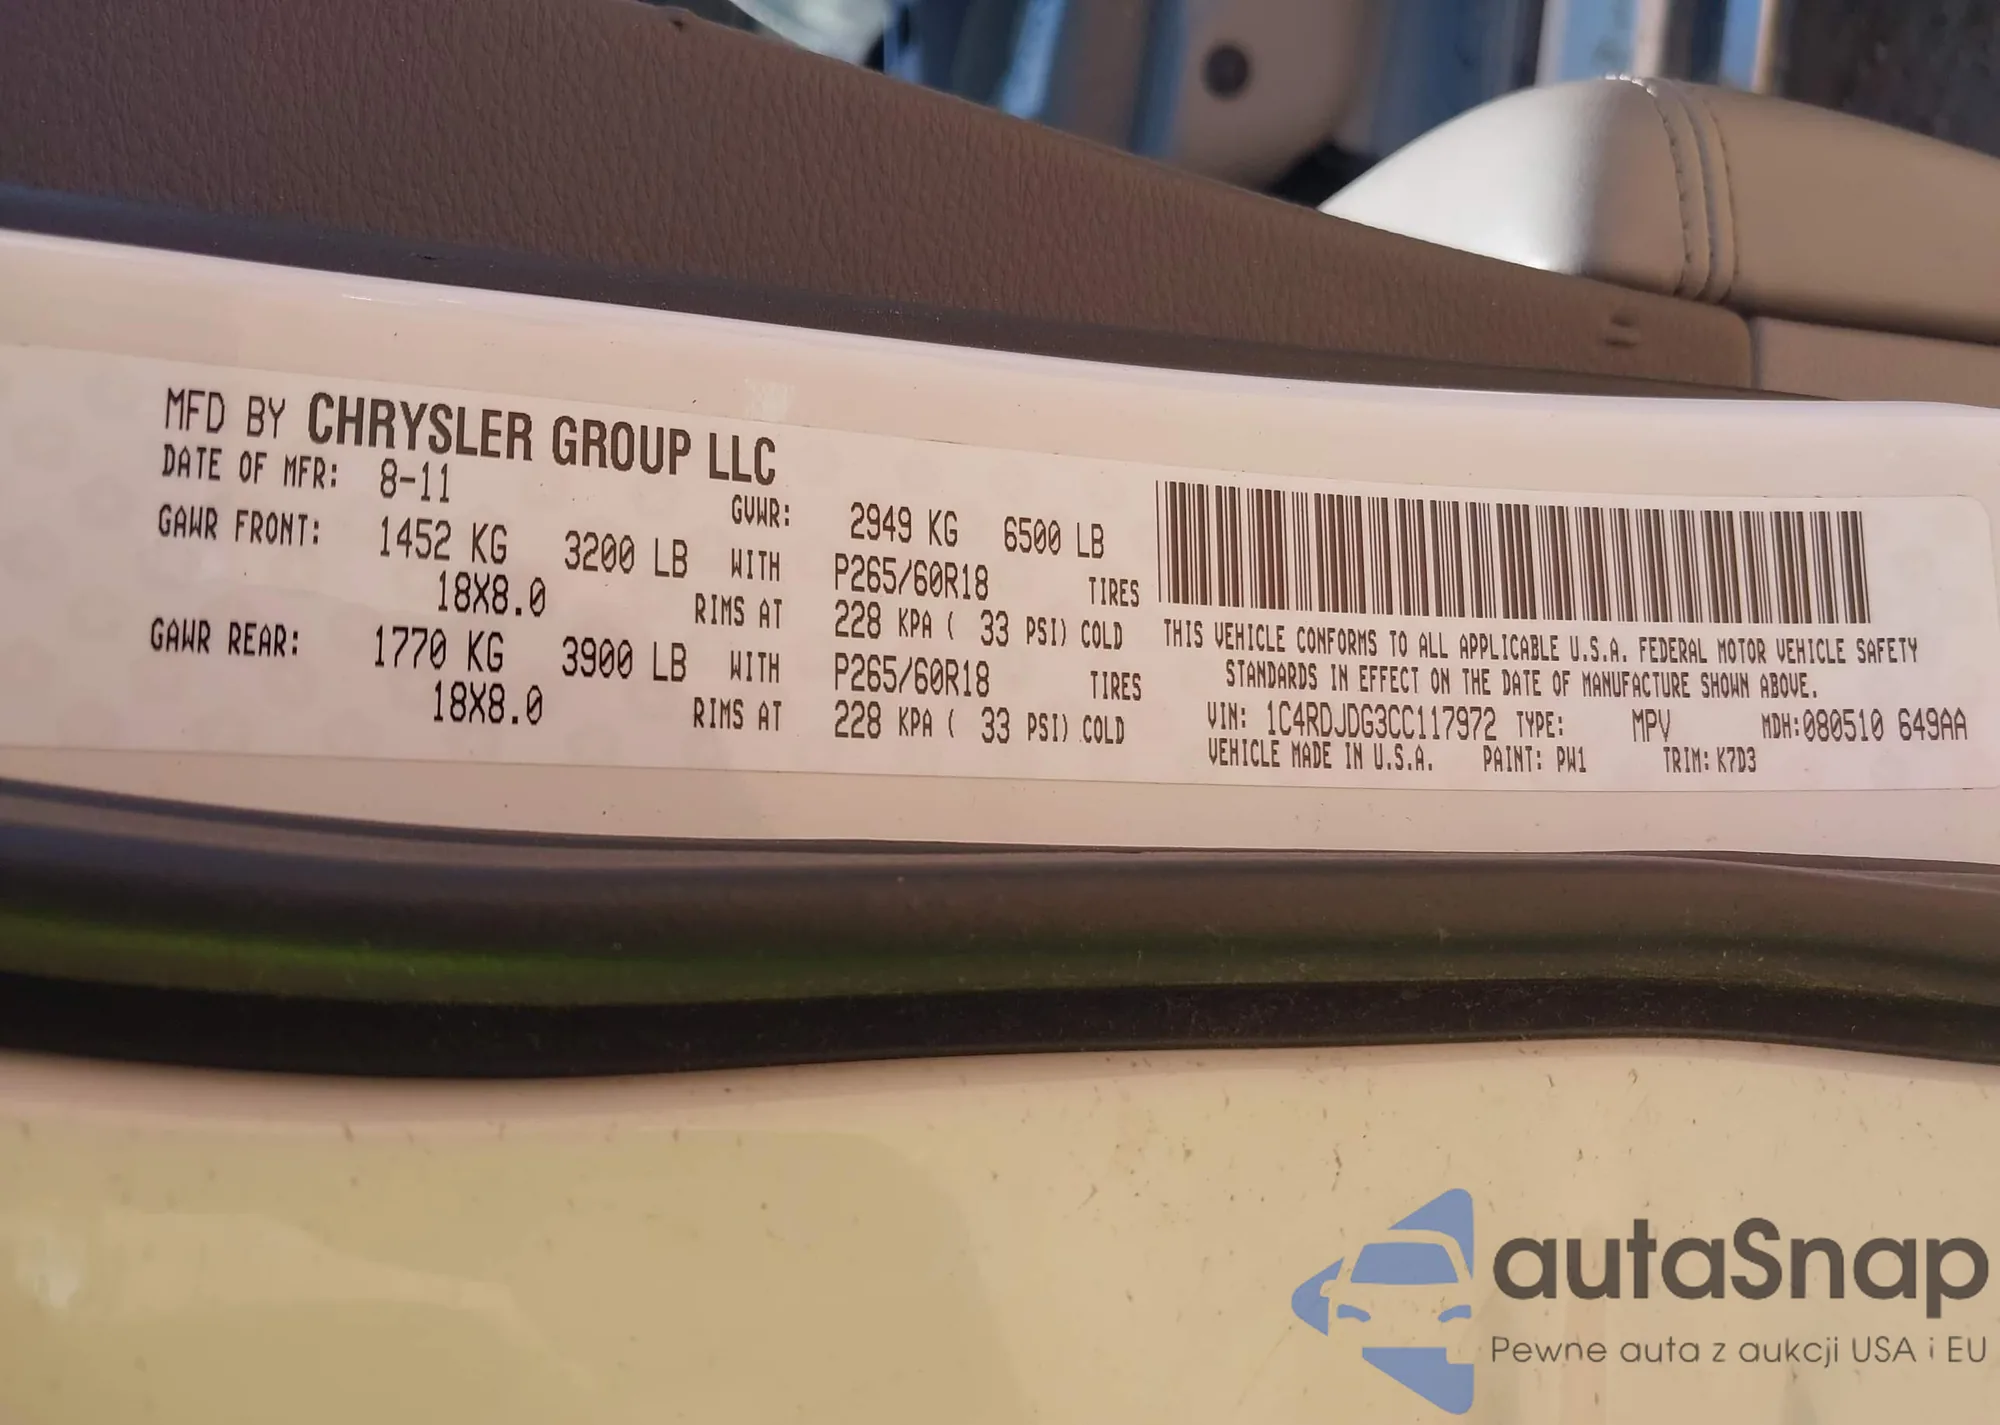 MFD BY CHRYSLER GROUP LLC
DATE OF MFR: 8-11 GVWR: 2949 KG 6500 LB
GAWR FRONT: 1452 KG 3200 LB WITH P265/60R18 TIRES
18X8.0 RIMS AT 228 KPA ( 33 PSI) COLD
GAWR REAR: 1770 KG 3900 LB WITH P265/60R18 TIRES
18X8.0 RIMS AT 228 KPA ( 33 PSI) COLD
THIS VEHICLE CONFORMS TO ALL APPLICABLE U.S.A. FEDERAL MOTOR VEHICLE SAFETY
STANDARDS IN EFFECT ON THE DATE OF MANUFACTURE SHOWN ABOVE.
VIN: 1C4RDJDG3CC117972 TYPE: MPV MDH:080510 649AA
VEHICLE MADE IN U.S.A. PAINT: PW1 TRIM: K7D3
autaSnap
Pewne auta z aukcji USA i EU